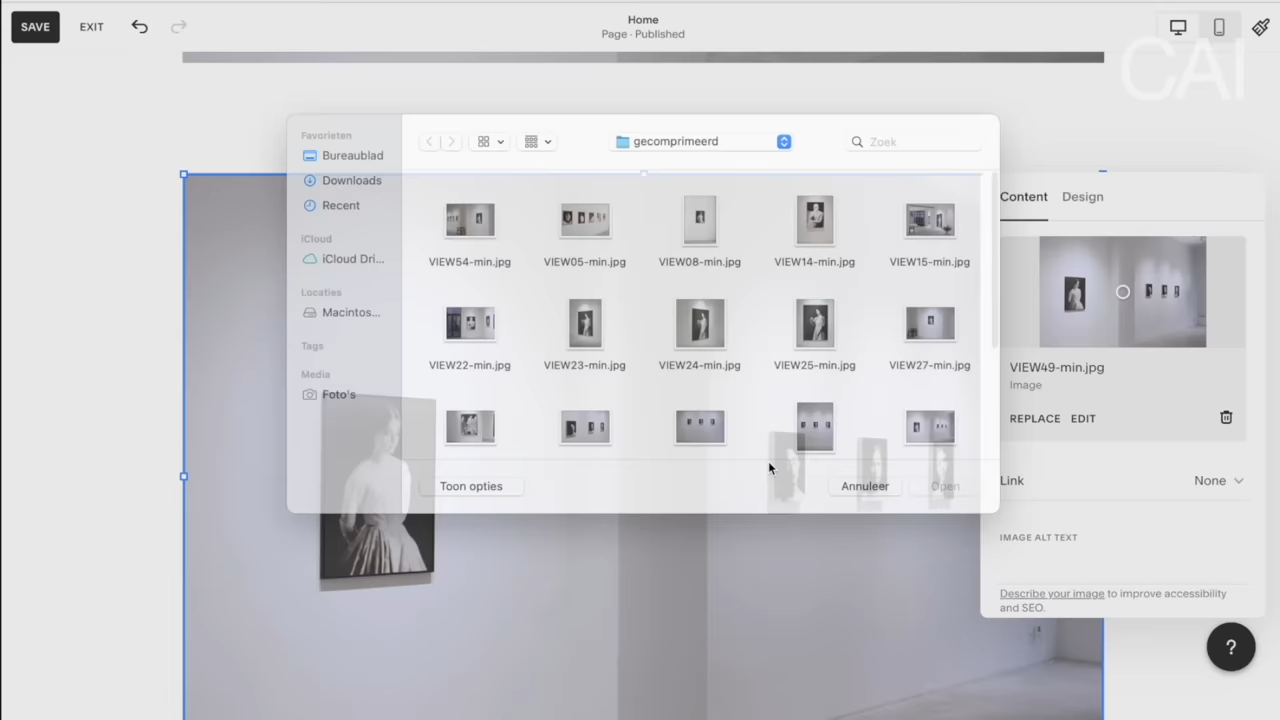 SAVE
EXIT
Home
Page · Published
CAI
Favorieten
Bureaublad
Downloads
Recent
iCloud
iCloud Dri...
Locaties
Macintos...
Tags
Media
Foto's
gecomprimeerd
Zoek
VIEW54-min.jpg
VIEW05-min.jpg
VIEW08-min.jpg
VIEW14-min.jpg
VIEW15-min.jpg
VIEW22-min.jpg
VIEW23-min.jpg
VIEW24-min.jpg
VIEW25-min.jpg
VIEW27-min.jpg
Toon opties
Annuleer
Open
Content
Design
VIEW49-min.jpg
Image
REPLACE
EDIT
Link
None
IMAGE ALT TEXT
Describe your image to improve accessibility
and SEO.
?